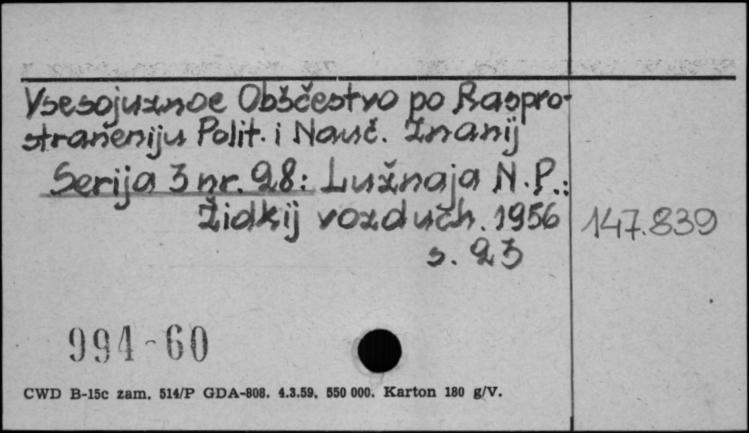 Vsesojuznoe Obščestvo po Raspro-
straneniju Polit. i Nauč. Znanij
Serija 3 nr. 28: Lužnaja N.P.:
Židkij vozduch. 1956
147.839
s. 23
994-60
CWD B-15c zam. 514/P GDA-808. 4.3.59. 550 000. Karton 180 g/V.